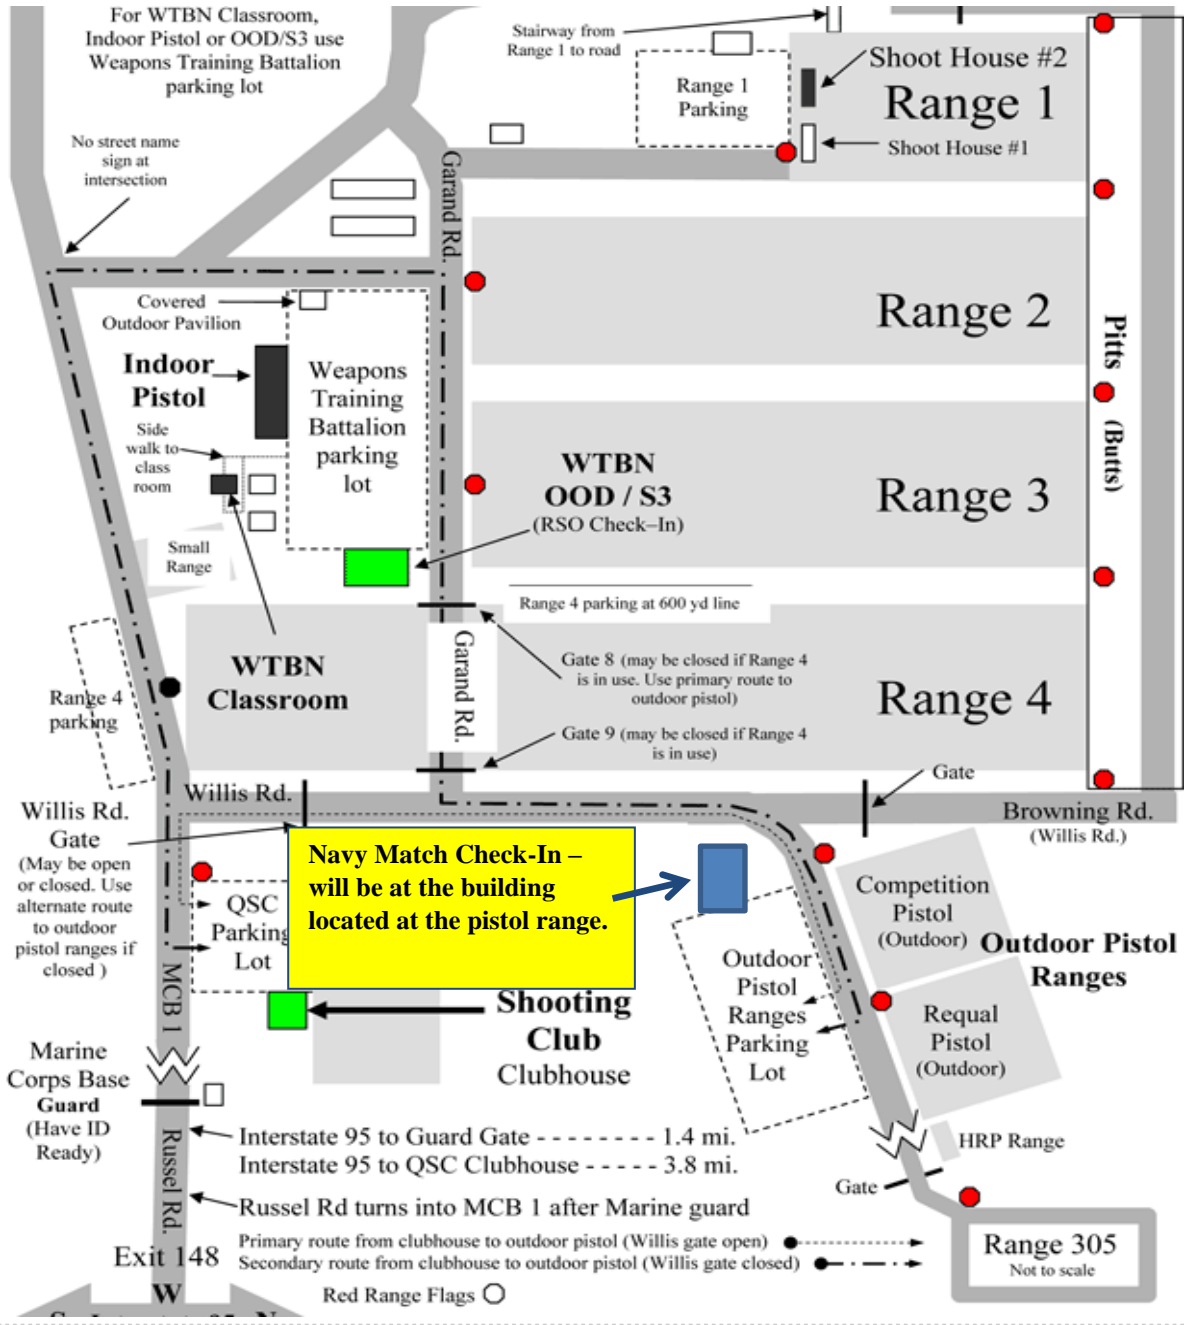 For WTBN Classroom,
Indoor Pistol or OOD/S3 use
Weapons Training Battalion
parking lot
Stairway from
Range 1 to road
Range 1
Parking
Shoot House #2
Range 1
Shoot House #1
No street name
sign at
intersection
Garand Rd.
Range 2
Covered
Outdoor Pavilion
Indoor
Pistol
Weapons
Training
Battalion
parking
lot
Side
walk to
class
room
Pitts (Butts)
WTBN
OOD / S3
(RSO Check–In)
Range 3
Small
Range
Range 4 parking at 600 yd line
WTBN
Classroom
Garand Rd.
Gate 8 (may be closed if Range 4
is in use. Use primary route to
outdoor pistol)
Range 4
Range 4
parking
Gate 9 (may be closed if Range 4
is in use)
Gate
Willis Rd.
Browning Rd.
(Willis Rd.)
Willis Rd.
Gate
(May be open
or closed. Use
alternate route
to outdoor
pistol ranges if
closed )
Navy Match Check-In –
will be at the building
located at the pistol range.
QSC
Parking
Lot
Competition
Pistol
(Outdoor)
Outdoor Pistol
Ranges
Outdoor
Pistol
Ranges
Parking
Lot
MCB 1
Shooting
Club
Clubhouse
Requal
Pistol
(Outdoor)
Marine
Corps Base
Guard
(Have ID
Ready)
Russel Rd.
Interstate 95 to Guard Gate - - - - - - - - 1.4 mi.
Interstate 95 to QSC Clubhouse - - - - - 3.8 mi.
HRP Range
Gate
Russel Rd turns into MCB 1 after Marine guard
Primary route from clubhouse to outdoor pistol (Willis gate open)
Secondary route from clubhouse to outdoor pistol (Willis gate closed)
Range 305
Not to scale
Exit 148
Red Range Flags
W